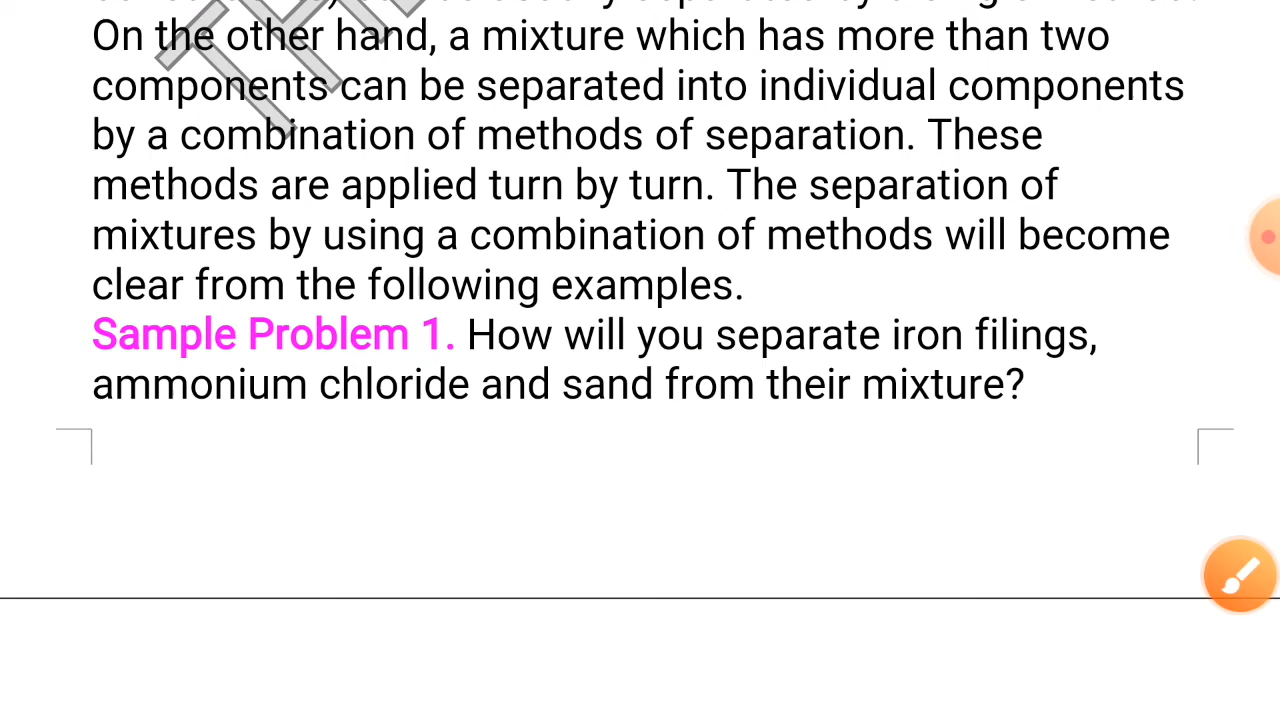 On the other hand, a mixture which has more than two
components can be separated into individual components
by a combination of methods of separation. These
methods are applied turn by turn. The separation of
mixtures by using a combination of methods will become
clear from the following examples.
Sample Problem 1. How will you separate iron filings,
ammonium chloride and sand from their mixture?